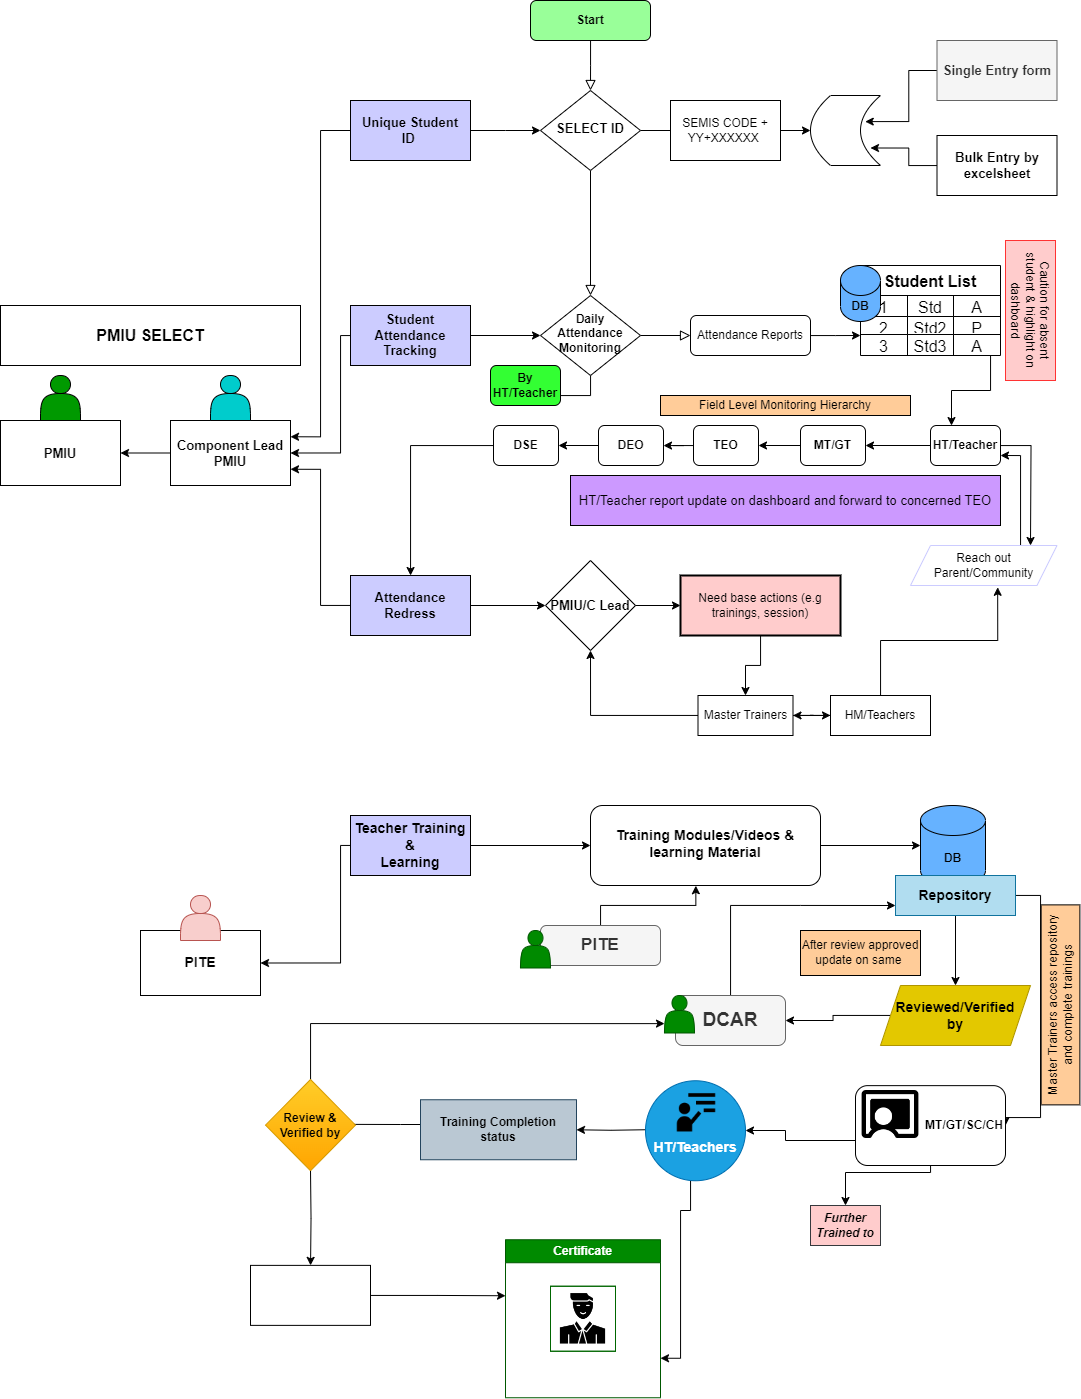 Start
Single Entry form
Unique Student
ID
SELECT ID
SEMIS CODE +
YY+XXXXXX
Bulk Entry by
excelsheet
Caution for absent
student & highlight on
dashboard
Student List
DB
1 Std A
2 Std2 P
3 Std3 A
PMIU SELECT
Student
Attendance
Tracking
Daily
Attendance
Monitoring
Attendance Reports
By
HT/Teacher
Field Level Monitoring Hierarchy
PMIU
Component Lead
PMIU
DSE
DEO
TEO
MT/GT
HT/Teacher
HT/Teacher report update on dashboard and forward to concerned TEO
Reach out
Parent/Community
Attendance
Redress
PMIU/C Lead
Need base actions (e.g
trainings, session)
Master Trainers
HM/Teachers
Teacher Training
&
Learning
Training Modules/Videos &
learning Material
DB
Repository
PITE
PITE
After review approved
update on same
Master Trainers access repository
and complete trainings
DCAR
Reviewed/Verified
by
Review &
Verified by
Training Completion
status
HT/Teachers
MT/GT/SC/CH
Further
Trained to
Certificate